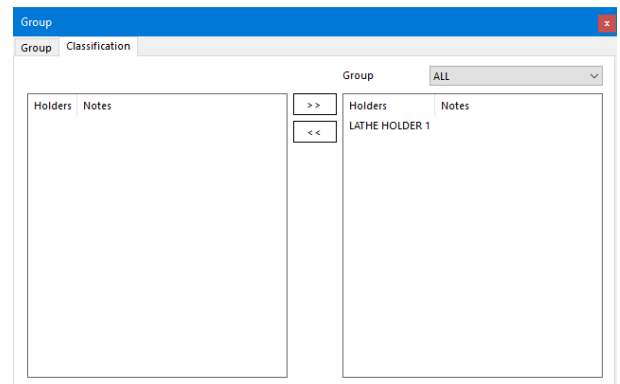 Group
x
Group Classification
Group ALL
Holders Notes
>>
<<
Holders Notes
LATHE HOLDER 1